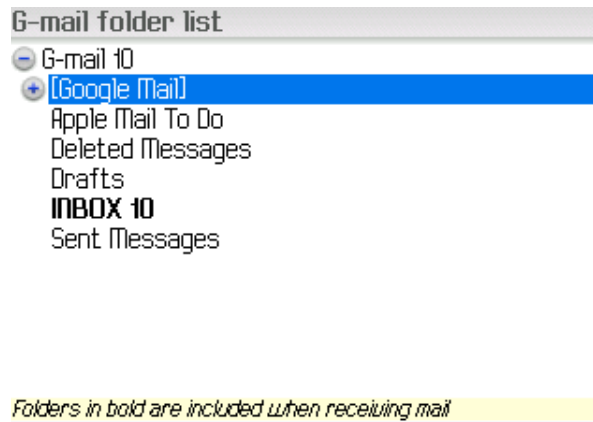 G-mail folder list
G-mail 10
[Google Mail]
Apple Mail To Do
Deleted Messages
Drafts
INBOX 10
Sent Messages
Folders in bold are included when receiving mail